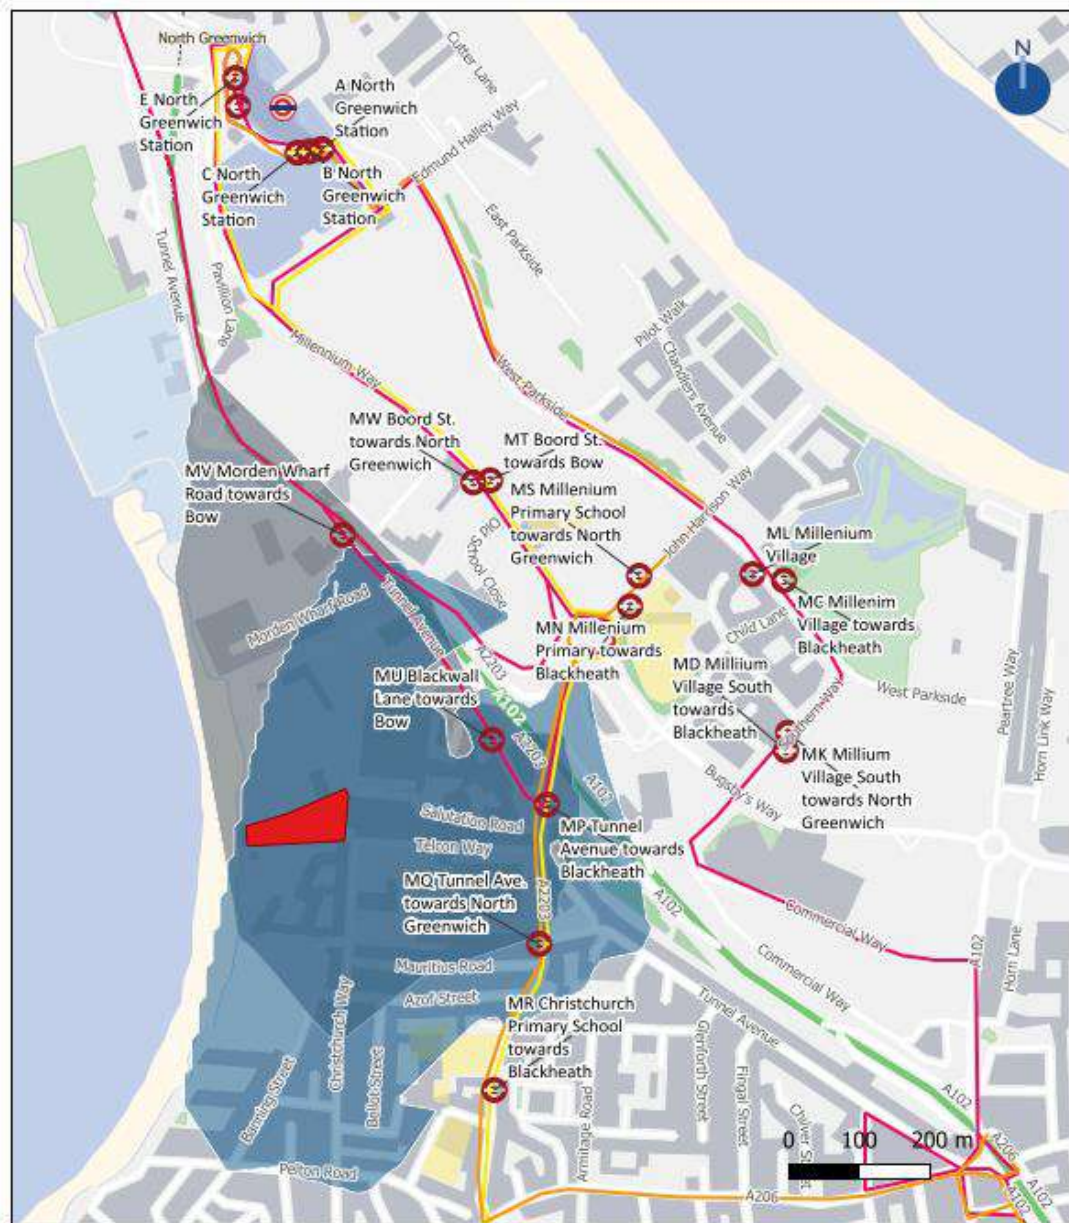 North Greenwich
Cutter Lane
N
E North
Greenwich
Station
A North
Greenwich
Station
C North
Greenwich
Station
B North
Greenwich
Station
Edmund Halley Way
East Parkside
Tunnel Avenue
Pavillion Lane
Pilot Walk
Chandlers Avenue
Millennium Way
West Parkside
MW Boord St.
towards North
Greenwich
MT Boord St.
towards Bow
MV Morden Wharf
Road towards
Bow
MS Millenium
Primary School
towards North
Greenwich
John Harrison Way
Old S
School Close
ML Millenium
Village
MC Millenim
Village towards
Blackheath
Child Lane
Morden Wharf Road
Tunnel Avenue
A2203
MN Millenium
Primary towards
Blackheath
MU Blackwall
Lane towards
Bow
A102
A2203
MD Milliium
Village South
towards
Blackheath
Southern Way
West Parkside
Peartree Way
Horn Link Way
MK Millium
Village South
towards North
Greenwich
A102
Bugsby's Way
Salutation Road
Telcon Way
MP Tunnel
Avenue towards
Blackheath
MQ Tunnel Ave.
towards North
Greenwich
A2203
A102
Commercial Way
Commercial Way
A102
Horn Lane
Mauritius Road
Azof Street
Christchurch Way
MR Christchurch
Primary School
towards
Blackheath
Tunnel Avenue
Banning Street
Bellot Street
Pelton Road
Armitage Road
Glenforth Street
Fingal Street
Chilver Street
A102
A206
A102
A206
0 100 200 m